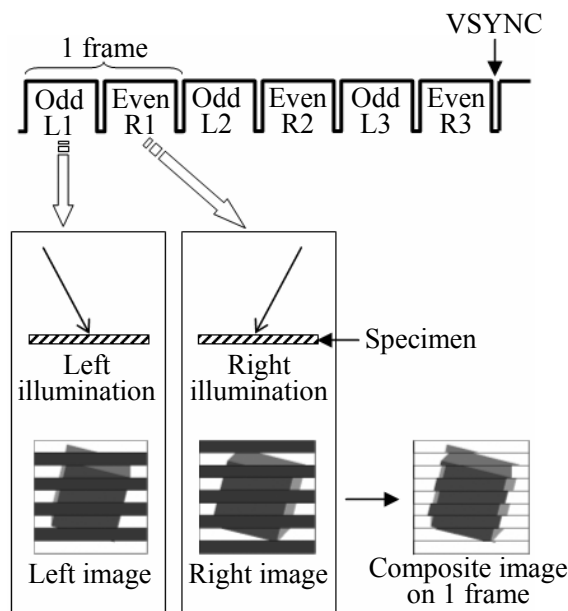 VSYNC
1 frame
Odd Even Odd Even Odd Even
L1 R1 L2 R2 L3 R3
Specimen
Left
illumination
Right
illumination
Left image
Right image
Composite image
on 1 frame